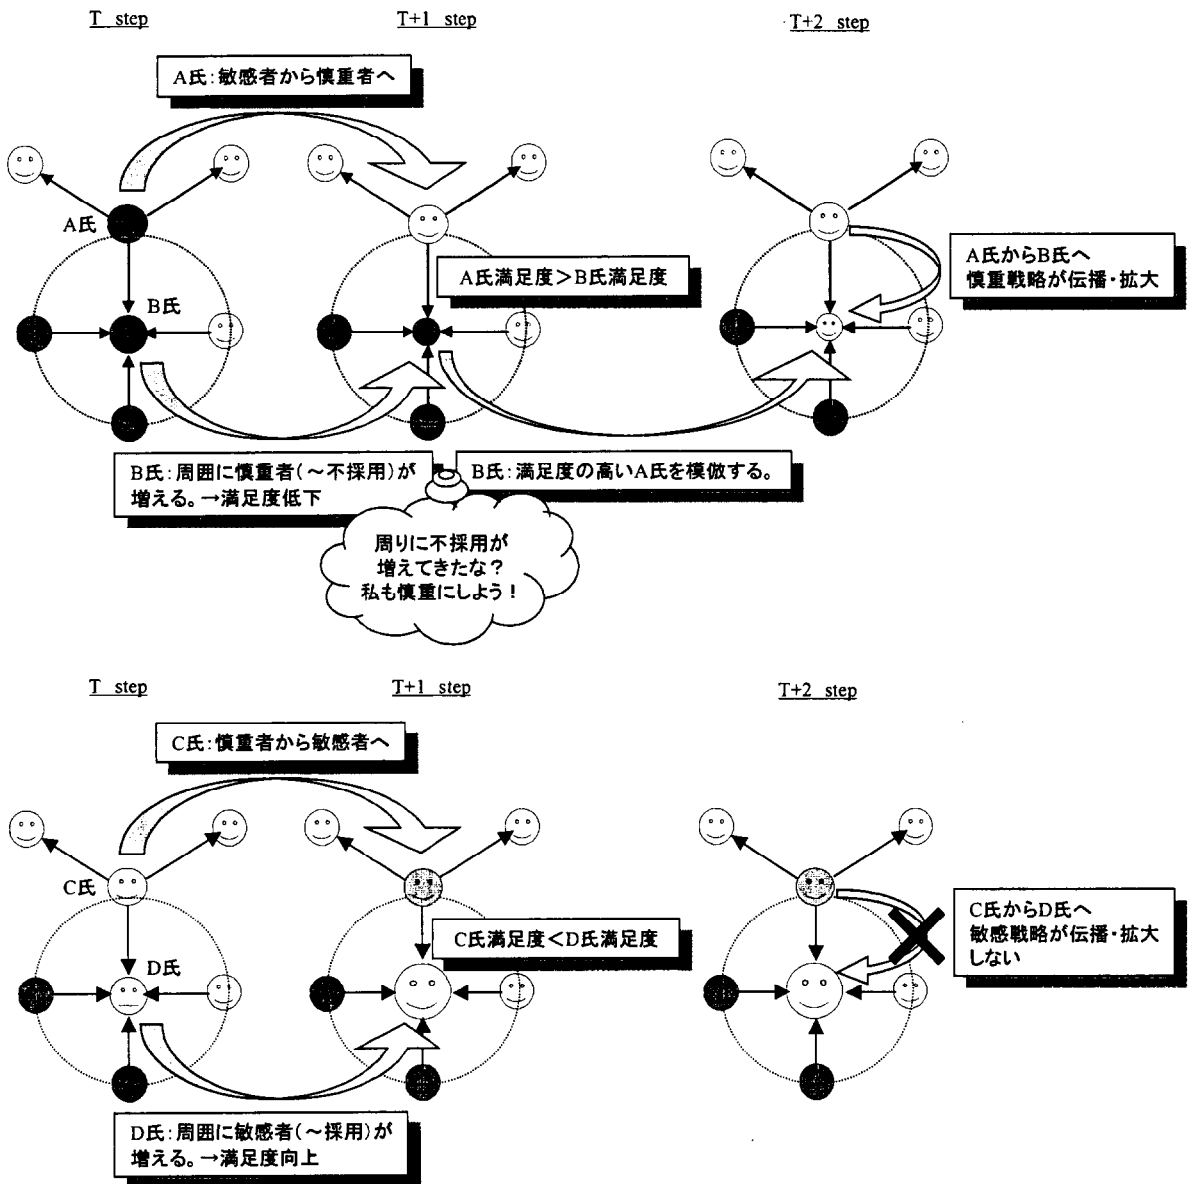 T step
T+1 step
T+2 step
A氏:敏感者から慎重者へ
A氏
B氏
A氏満足度>B氏満足度
A氏からB氏へ
慎重戦略が伝播・拡大
B氏:周囲に慎重者(～不採用)が
増える。→満足度低下
B氏:満足度の高いA氏を模倣する。
周りに不採用が
増えてきたな?
私も慎重にしよう!
T step
T+1 step
T+2 step
C氏:慎重者から敏感者へ
C氏
D氏
C氏満足度<D氏満足度
C氏からD氏へ
敏感戦略が伝播・拡大
しない
D氏:周囲に敏感者(～採用)が
増える。→満足度向上